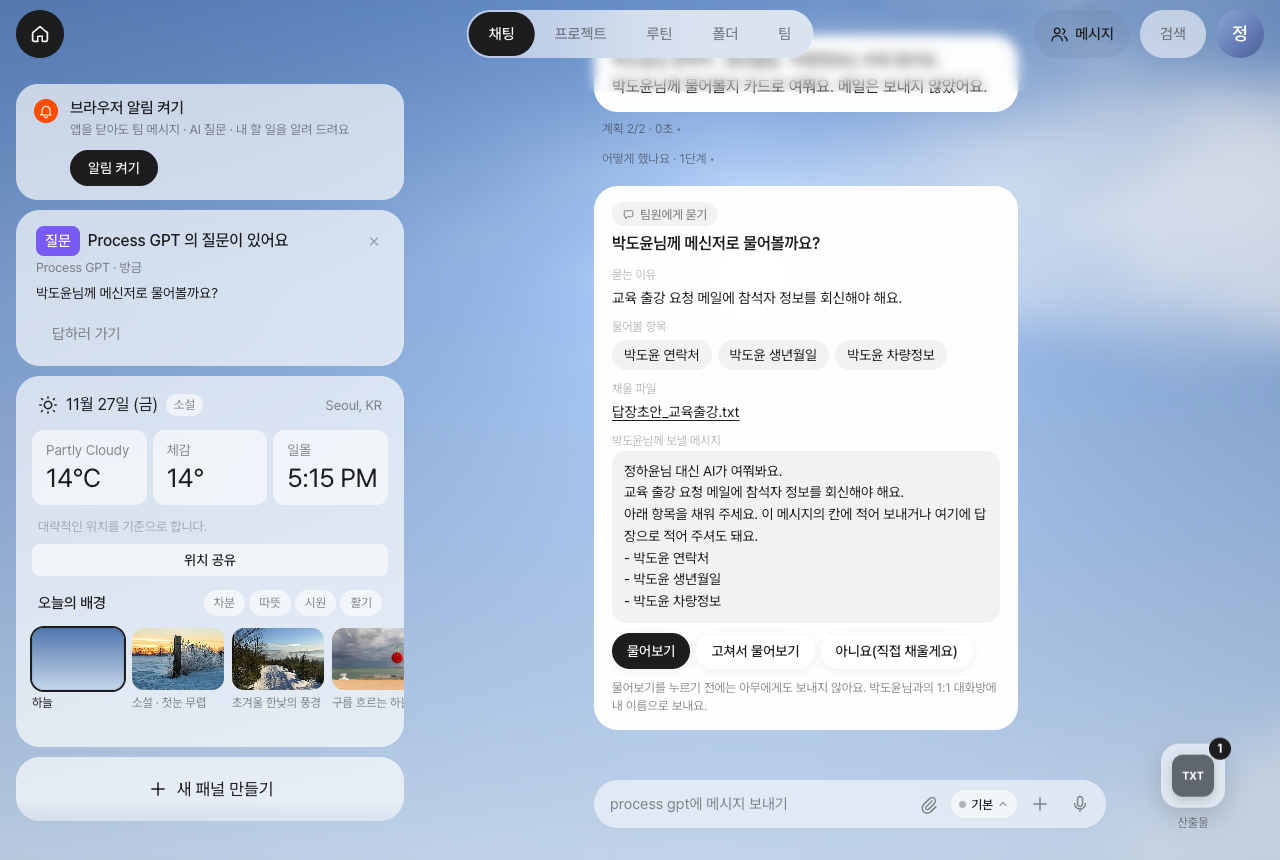 채팅
프로젝트
루틴
폴더
팀
메시지
검색
정
브라우저 알림 켜기
앱을 닫아도 팀 메시지 · AI 질문 · 내 할 일을 알려 드려요
알림 켜기
질문 Process GPT 의 질문이 있어요
Process GPT · 방금
박도윤님께 메신저로 물어볼까요?
답하러 가기
11월 27일 (금) 소설 Seoul, KR
Partly Cloudy
14°C
체감
14°
일몰
5:15 PM
대략적인 위치를 기준으로 합니다.
위치 공유
오늘의 배경
차분
따뜻
시원
활기
하늘
소설 · 첫눈 무렵
초겨울 한낮의 풍경
구름 흐르는
새 패널 만들기
박도윤님께 물어볼지 카드로 여쭤요. 메일은 보내지 않았어요.
계획 2/2 · 0초
어떻게 했나요 · 1단계
팀원에게 묻기
박도윤님께 메신저로 물어볼까요?
묻는 이유
교육 출강 요청 메일에 참석자 정보를 회신해야 해요.
물어볼 항목
박도윤 연락처
박도윤 생년월일
박도윤 차량정보
채울 파일
답장초안_교육출강.txt
박도윤님께 보낼 메시지
정하윤님 대신 AI가 여쭤봐요.
교육 출강 요청 메일에 참석자 정보를 회신해야 해요.
아래 항목을 채워 주세요. 이 메시지의 칸에 적어 보내거나 여기에 답
장으로 적어 주셔도 돼요.
- 박도윤 연락처
- 박도윤 생년월일
- 박도윤 차량정보
물어보기
고쳐서 물어보기
아니요(직접 채울게요)
물어보기를 누르기 전에는 아무에게도 보내지 않아요. 박도윤님과의 1:1 대화방에
내 이름으로 보내요.
process gpt에 메시지 보내기
기본
1
TXT
산출물